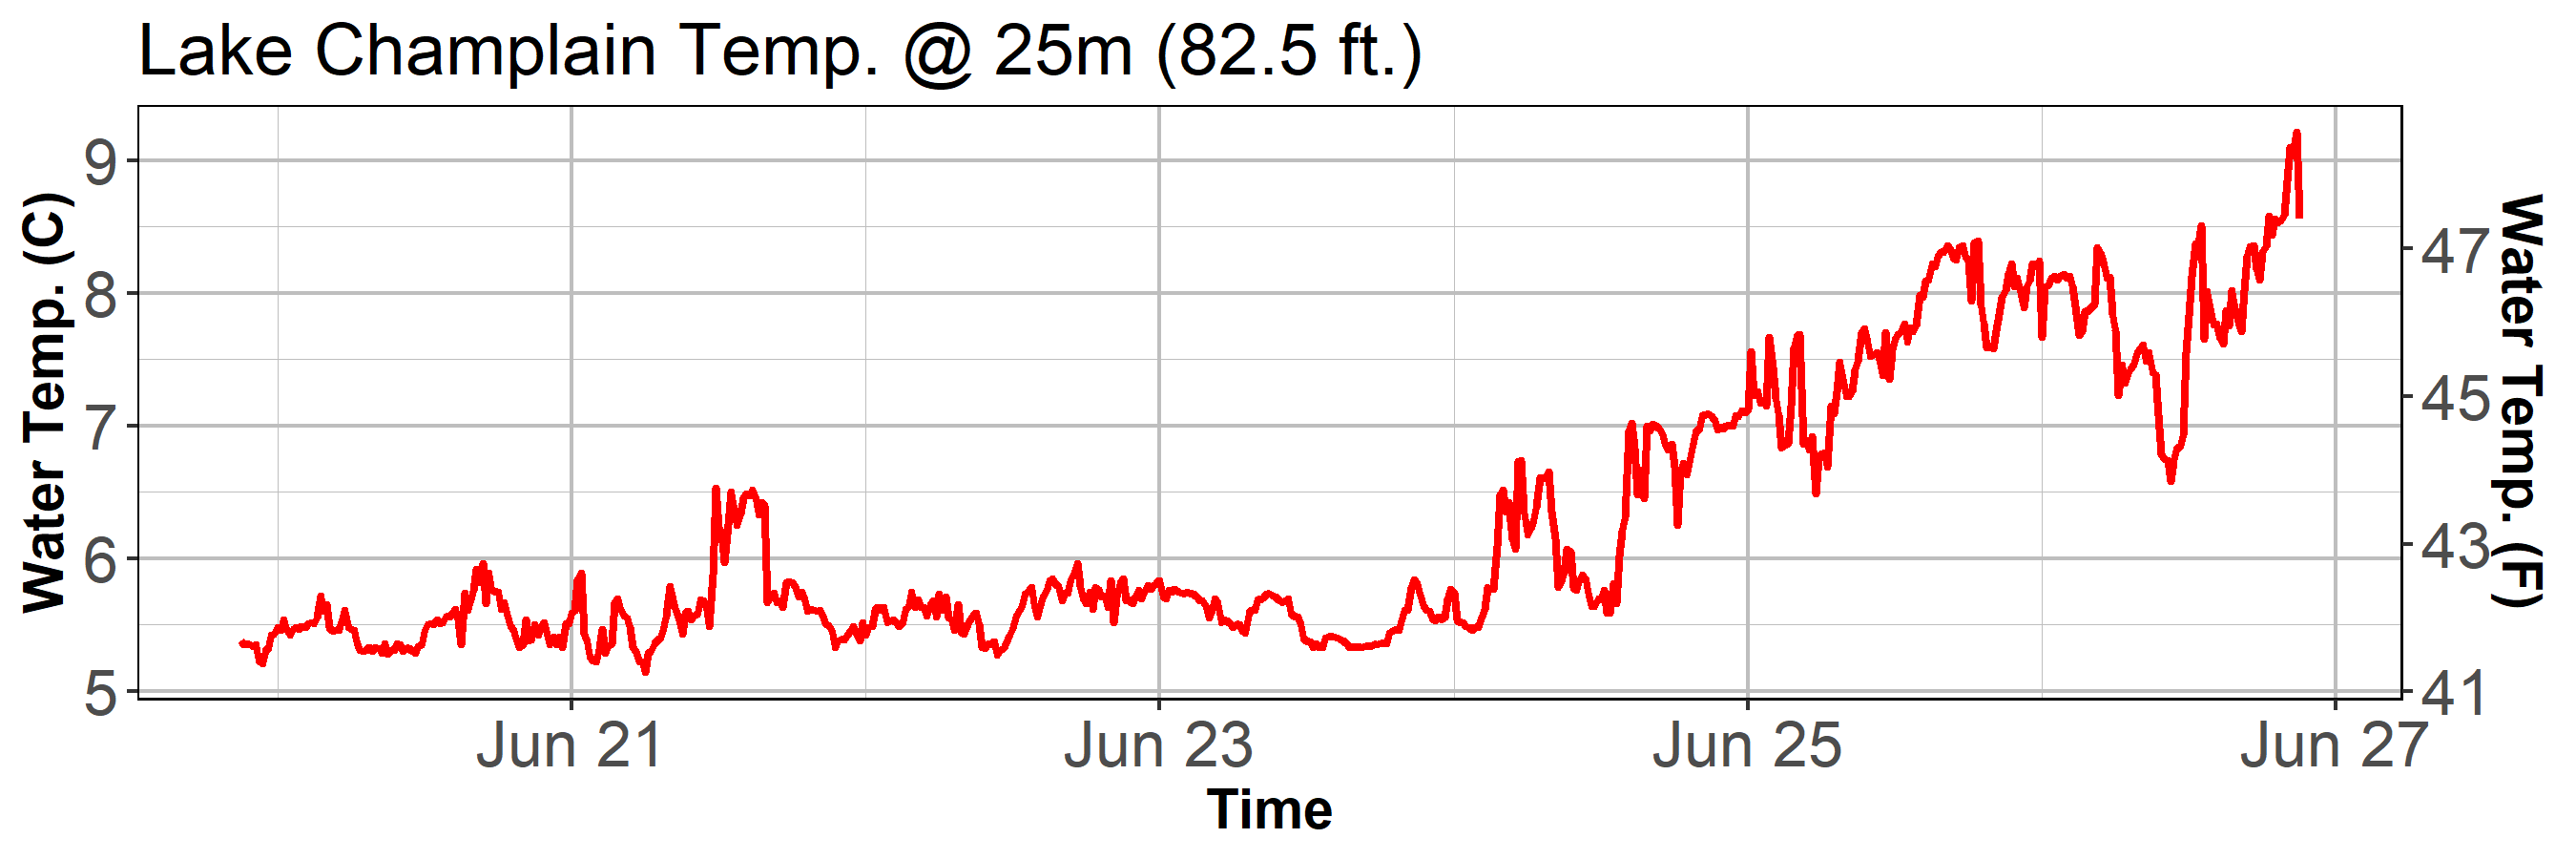 Lake Champlain Temp. @ 25m (82.5 ft.)
Water Temp. (C)
9
8
7
6
5
47
45
43
41
Water Temp. (F)
Jun 21
Jun 23
Jun 25
Jun 27
Time